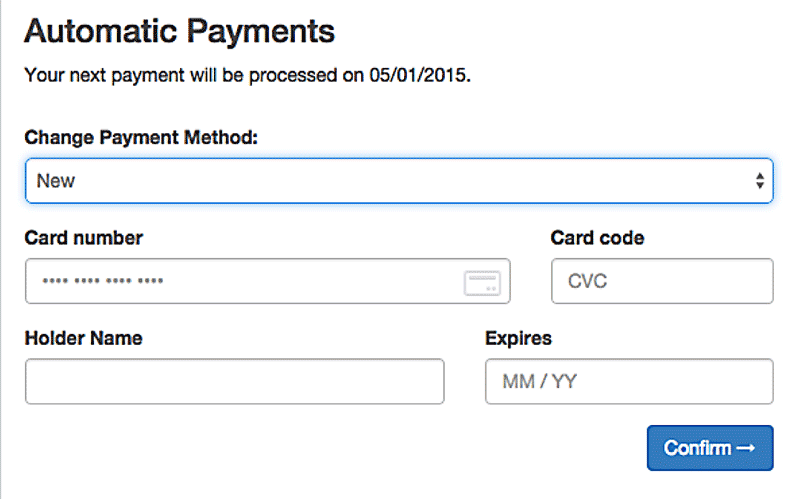 Automatic Payments
Your next payment will be processed on 05/01/2015.
Change Payment Method:
New
Card number Card code
•••• •••• •••• •••• CVC
Holder Name Expires
MM / YY
Confirm →